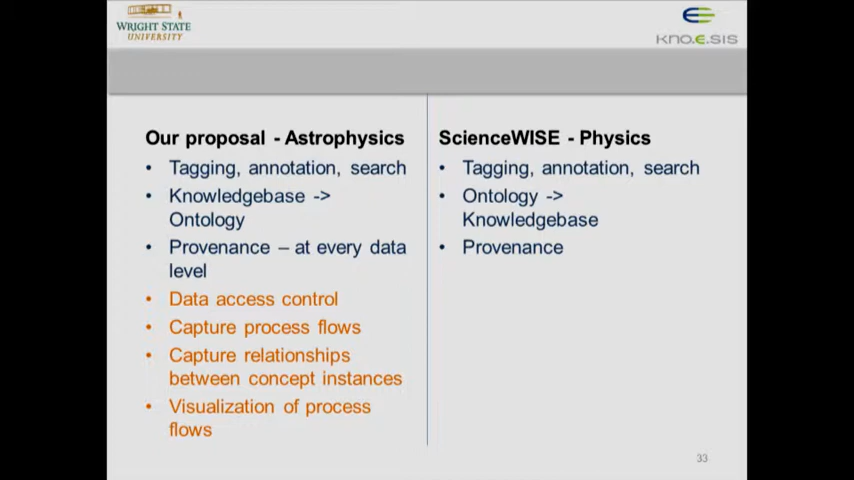 WRIGHT STATE
UNIVERSITY
kno.e.sis
Our proposal - Astrophysics
• Tagging, annotation, search
• Knowledgebase ->
Ontology
• Provenance – at every data
level
• Data access control
• Capture process flows
• Capture relationships
between concept instances
• Visualization of process
flows
ScienceWISE - Physics
• Tagging, annotation, search
• Ontology ->
Knowledgebase
• Provenance
33